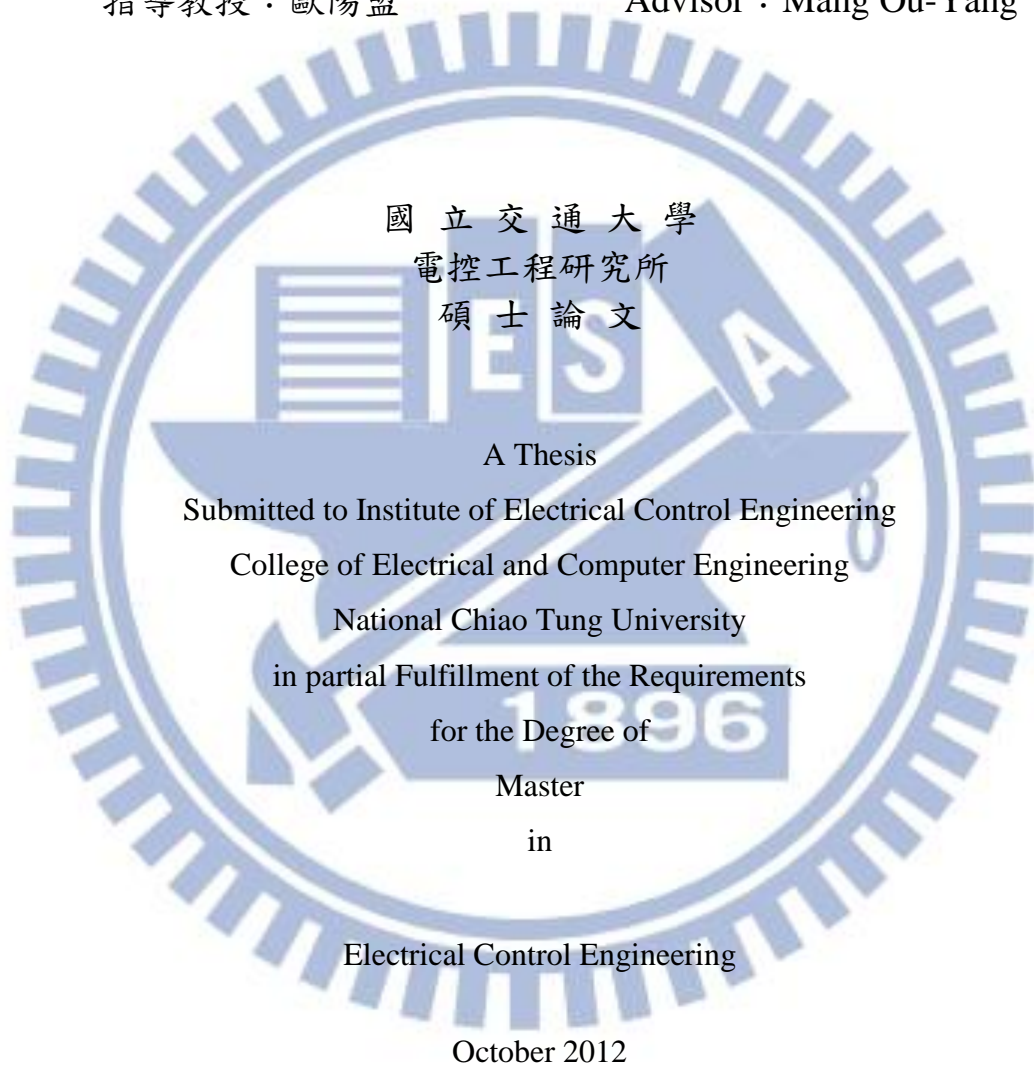 指導教授：歐陽盟 Advisor：Mang Ou-Yang
國 立 交 通 大 學
電控工程研究所
碩 士 論 文
E S A
A Thesis
Submitted to Institute of Electrical Control Engineering
College of Electrical and Computer Engineering
National Chiao Tung University
in partial Fulfillment of the Requirements
1896
for the Degree of
Master
in
Electrical Control Engineering
October 2012